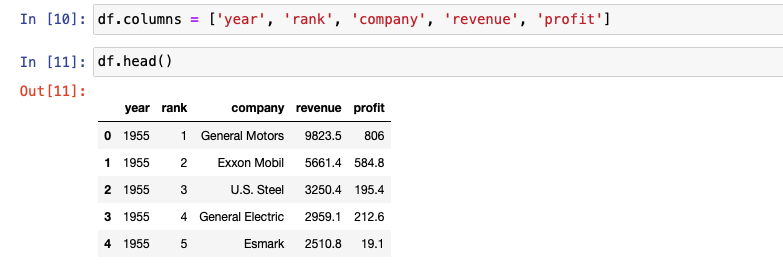 In [10]: df.columns = ['year', 'rank', 'company', 'revenue', 'profit']
In [11]: df.head()
Out[11]:
year rank company revenue profit
0 1955 1 General Motors 9823.5 806
1 1955 2 Exxon Mobil 5661.4 584.8
2 1955 3 U.S. Steel 3250.4 195.4
3 1955 4 General Electric 2959.1 212.6
4 1955 5 Esmark 2510.8 19.1